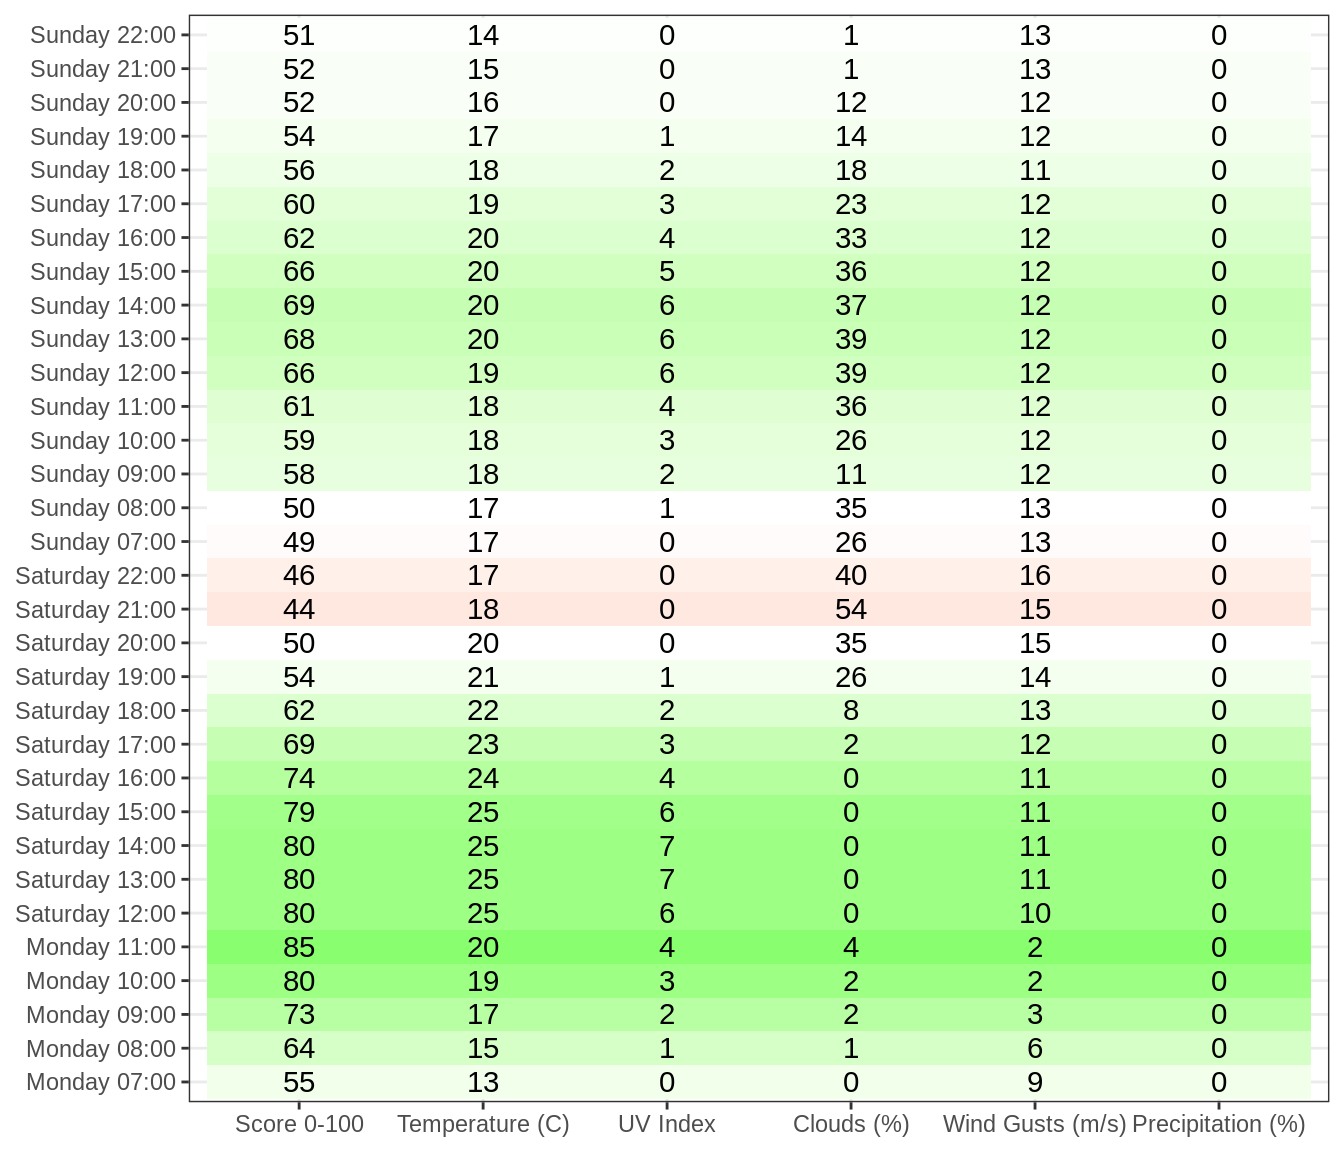 Sunday 22:00 51 14 0 1 13 0
Sunday 21:00 52 15 0 1 13 0
Sunday 20:00 52 16 0 12 12 0
Sunday 19:00 54 17 1 14 12 0
Sunday 18:00 56 18 2 18 11 0
Sunday 17:00 60 19 3 23 12 0
Sunday 16:00 62 20 4 33 12 0
Sunday 15:00 66 20 5 36 12 0
Sunday 14:00 69 20 6 37 12 0
Sunday 13:00 68 20 6 39 12 0
Sunday 12:00 66 19 6 39 12 0
Sunday 11:00 61 18 4 36 12 0
Sunday 10:00 59 18 3 26 12 0
Sunday 09:00 58 18 2 11 12 0
Sunday 08:00 50 17 1 35 13 0
Sunday 07:00 49 17 0 26 13 0
Saturday 22:00 46 17 0 40 16 0
Saturday 21:00 44 18 0 54 15 0
Saturday 20:00 50 20 0 35 15 0
Saturday 19:00 54 21 1 26 14 0
Saturday 18:00 62 22 2 8 13 0
Saturday 17:00 69 23 3 2 12 0
Saturday 16:00 74 24 4 0 11 0
Saturday 15:00 79 25 6 0 11 0
Saturday 14:00 80 25 7 0 11 0
Saturday 13:00 80 25 7 0 11 0
Saturday 12:00 80 25 6 0 10 0
Monday 11:00 85 20 4 4 2 0
Monday 10:00 80 19 3 2 2 0
Monday 09:00 73 17 2 2 3 0
Monday 08:00 64 15 1 1 6 0
Monday 07:00 55 13 0 0 9 0
Score 0-100 Temperature (C) UV Index Clouds (%) Wind Gusts (m/s) Precipitation (%)